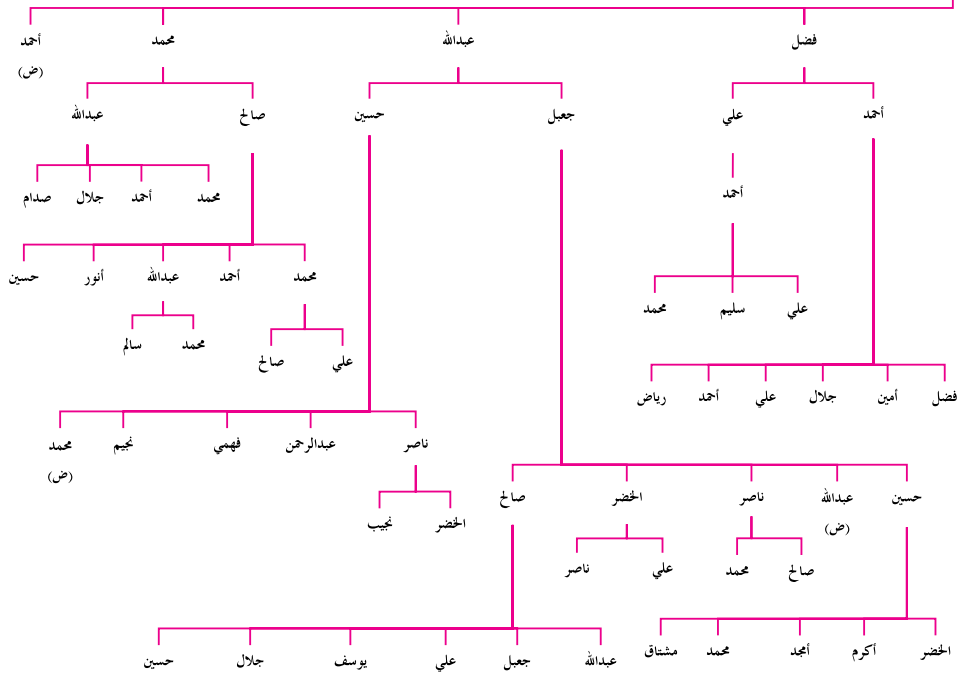 فضل عبدالله محمد أحمد
(ض)
أحمد علي جعبل حسين صالح عبدالله
أحمد
محمد أحمد جلال صدام
محمد أحمد عبدالله أنور حسين
علي سليم محمد
محمد سالم
علي صالح
فضل أمين جلال علي أحمد رياض
ناصر عبدالرحمن فهمي نجيم محمد
(ض)
حسين عبدالله ناصر الخضر صالح
(ض)
الخضر نجيب
صالح محمد علي ناصر
الخضر أكرم أمجد محمد مشتاق
عبدالله جعبل علي يوسف جلال حسين